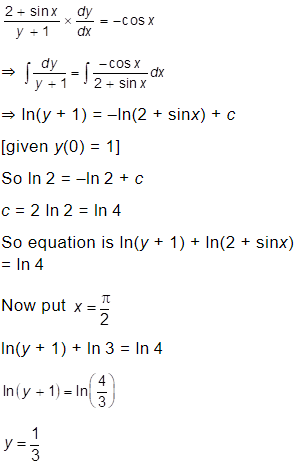 (2 + sin x)/(y + 1) × dy/dx = –cos x
⇒ ∫ dy/(y + 1) = ∫ (–cos x)/(2 + sin x) dx
⇒ ln(y + 1) = –ln(2 + sinx) + c
[given y(0) = 1]
So ln 2 = –ln 2 + c
c = 2 ln 2 = ln 4
So equation is ln(y + 1) + ln(2 + sinx)
= ln 4
Now put x = π/2
ln(y + 1) + ln 3 = ln 4
ln(y + 1) = ln(4/3)
y = 1/3